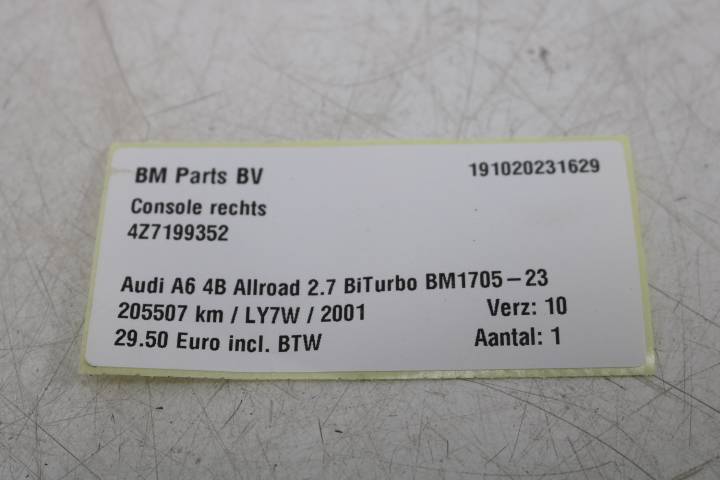 BM Parts BV 191020231629
Console rechts
4Z7199352
Audi A6 4B Allroad 2.7 BiTurbo BM1705-23
205507 km / LY7W / 2001 Verz: 10
29.50 Euro incl. BTW Aantal: 1